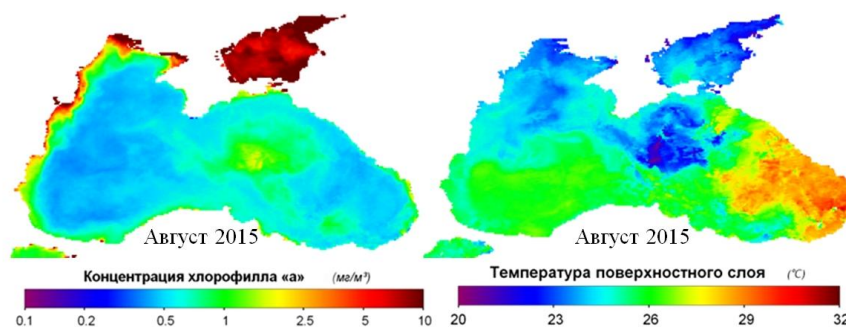 Август 2015
Август 2015
Концентрация хлорофилла «а» (мг/м³)
0.1 0.2 0.5 1 2.5 5 10
Температура поверхностного слоя (℃)
20 23 26 29 32